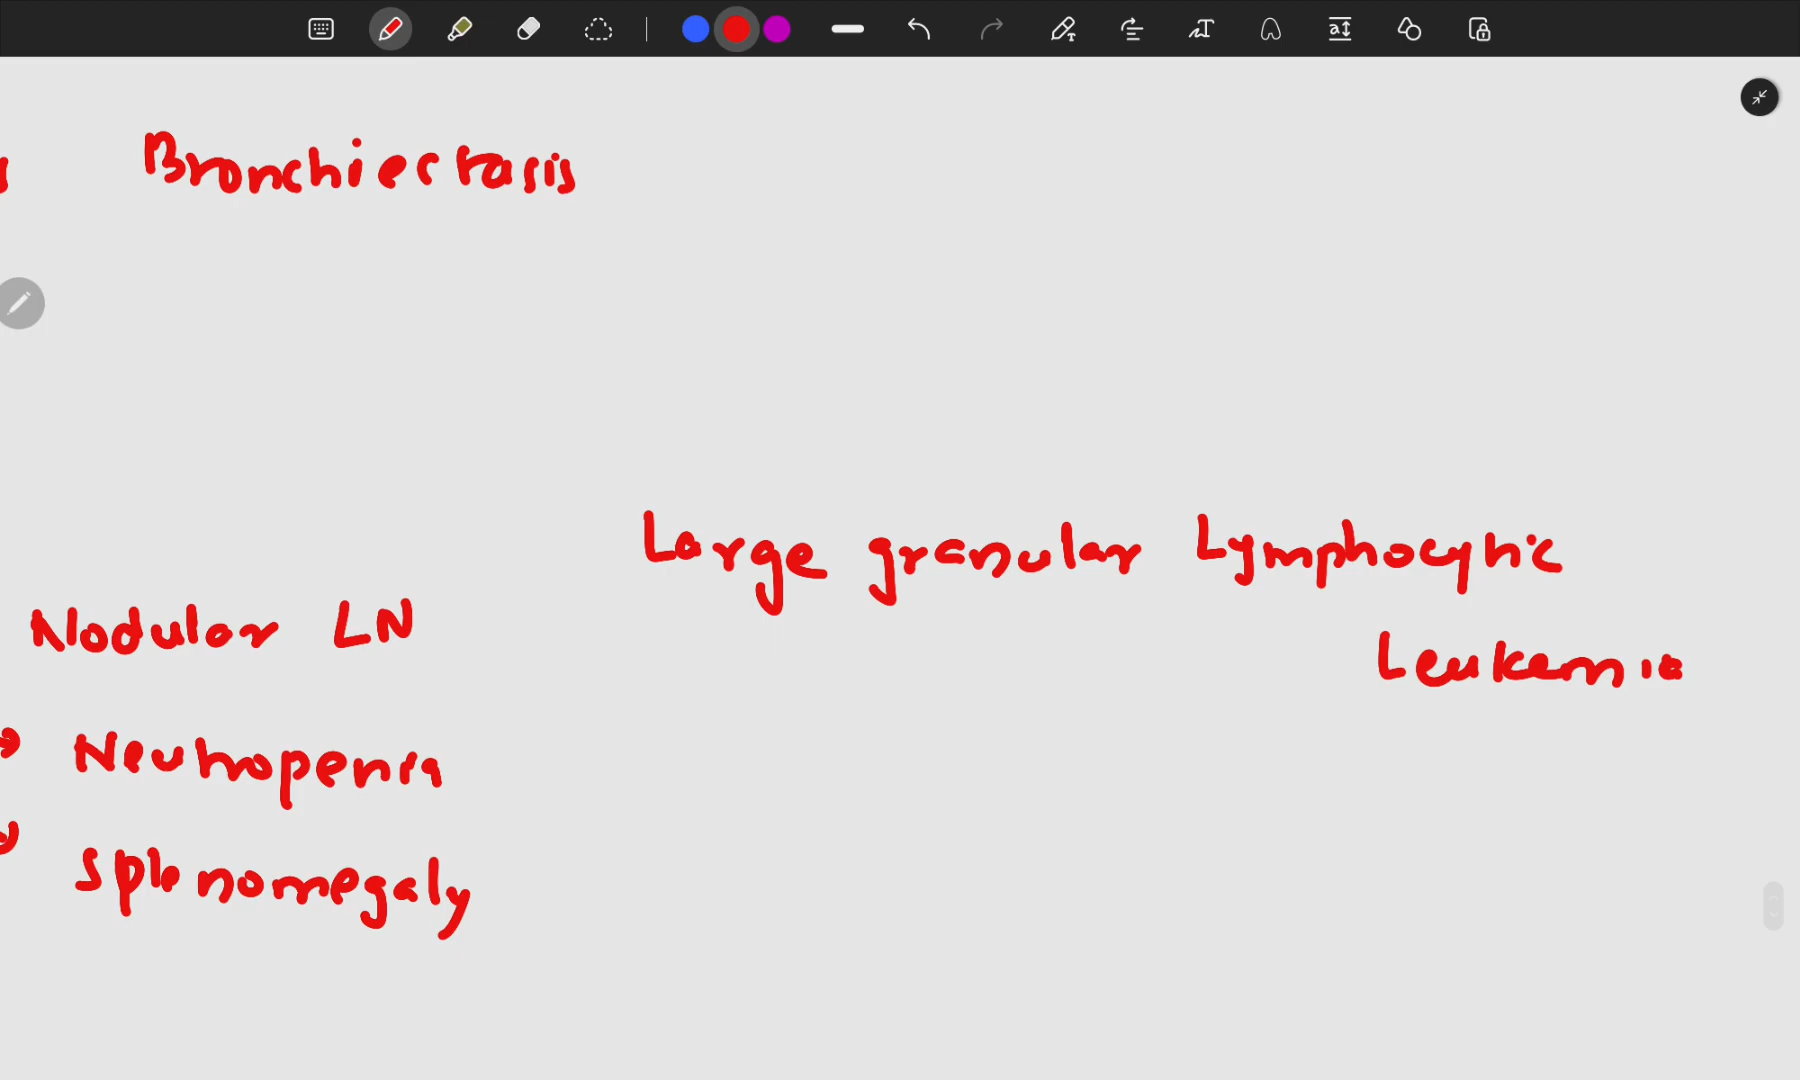 Bronchiectasis
Large granular Lymphocytic
Leukemia
Nodular LN
→ Neutropenia
Splenomegaly